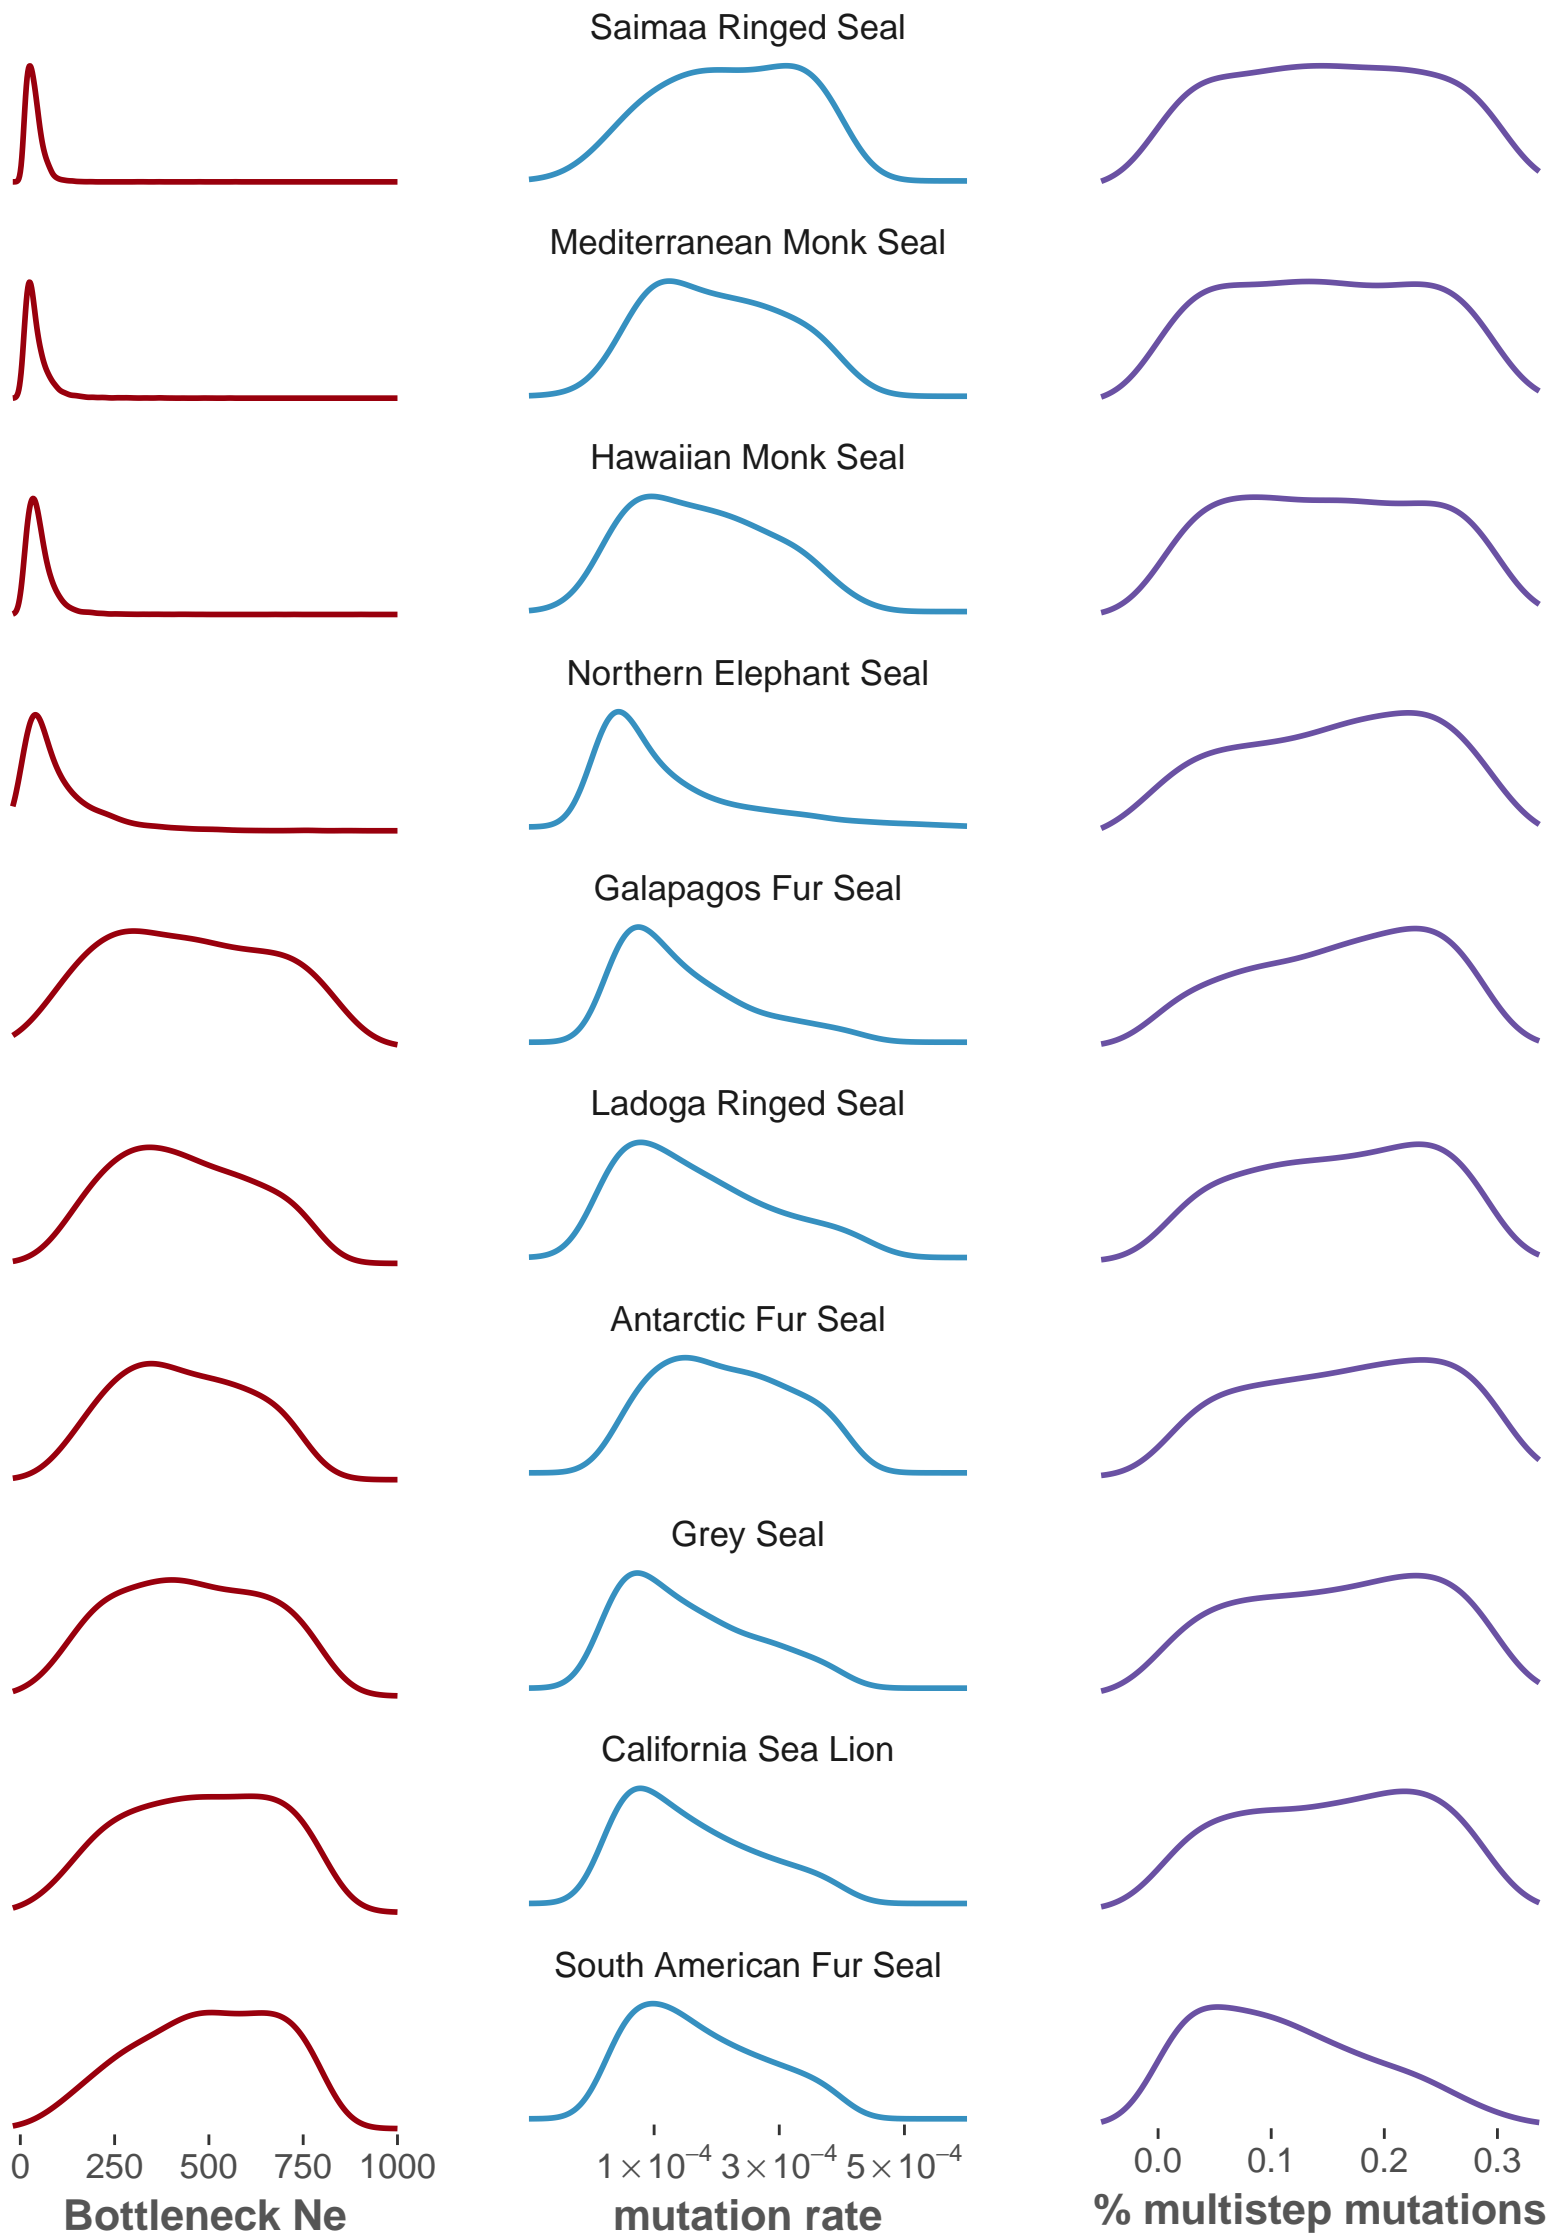 Saimaa Ringed Seal
Mediterranean Monk Seal
Hawaiian Monk Seal
Northern Elephant Seal
Galapagos Fur Seal
Ladoga Ringed Seal
Antarctic Fur Seal
Grey Seal
California Sea Lion
South American Fur Seal
0 250 500 750 1000
1×10⁻⁴ 3×10⁻⁴ 5×10⁻⁴
0.0 0.1 0.2 0.3
Bottleneck Ne
mutation rate
% multistep mutations